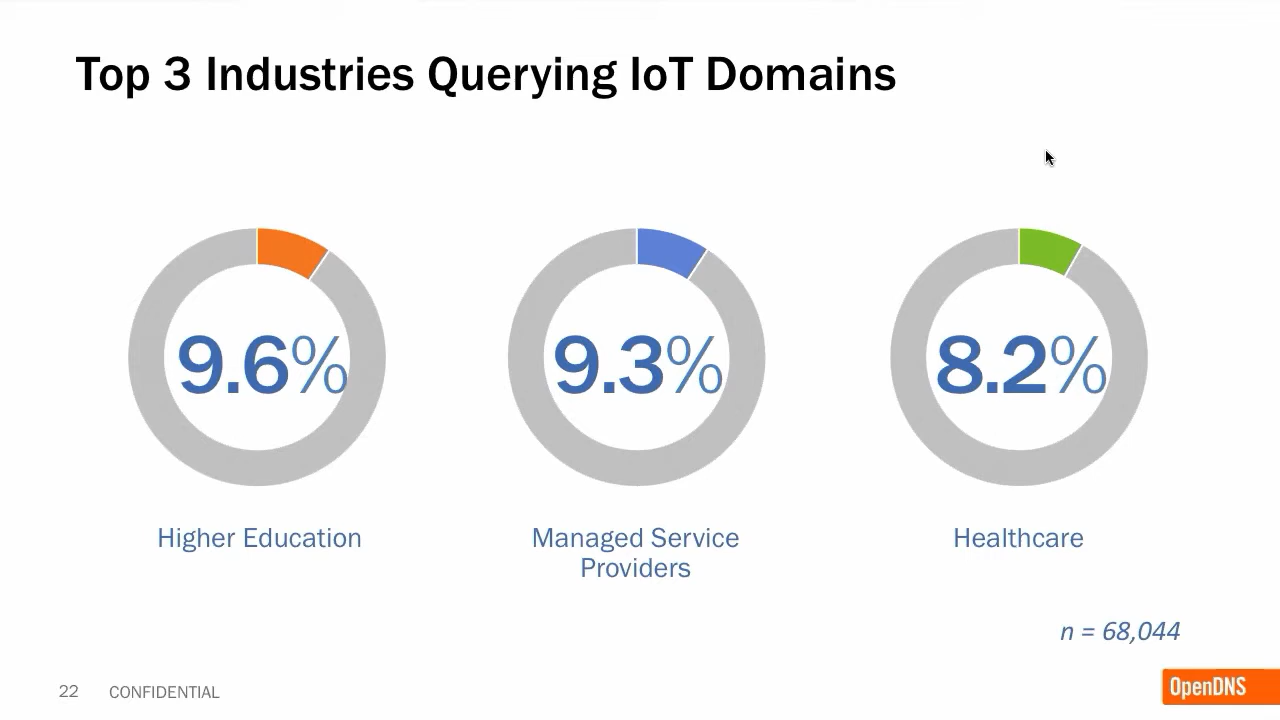 Top 3 Industries Querying IoT Domains
9.6%
9.3%
8.2%
Higher Education
Managed Service
Providers
Healthcare
n = 68,044
22 CONFIDENTIAL
OpenDNS